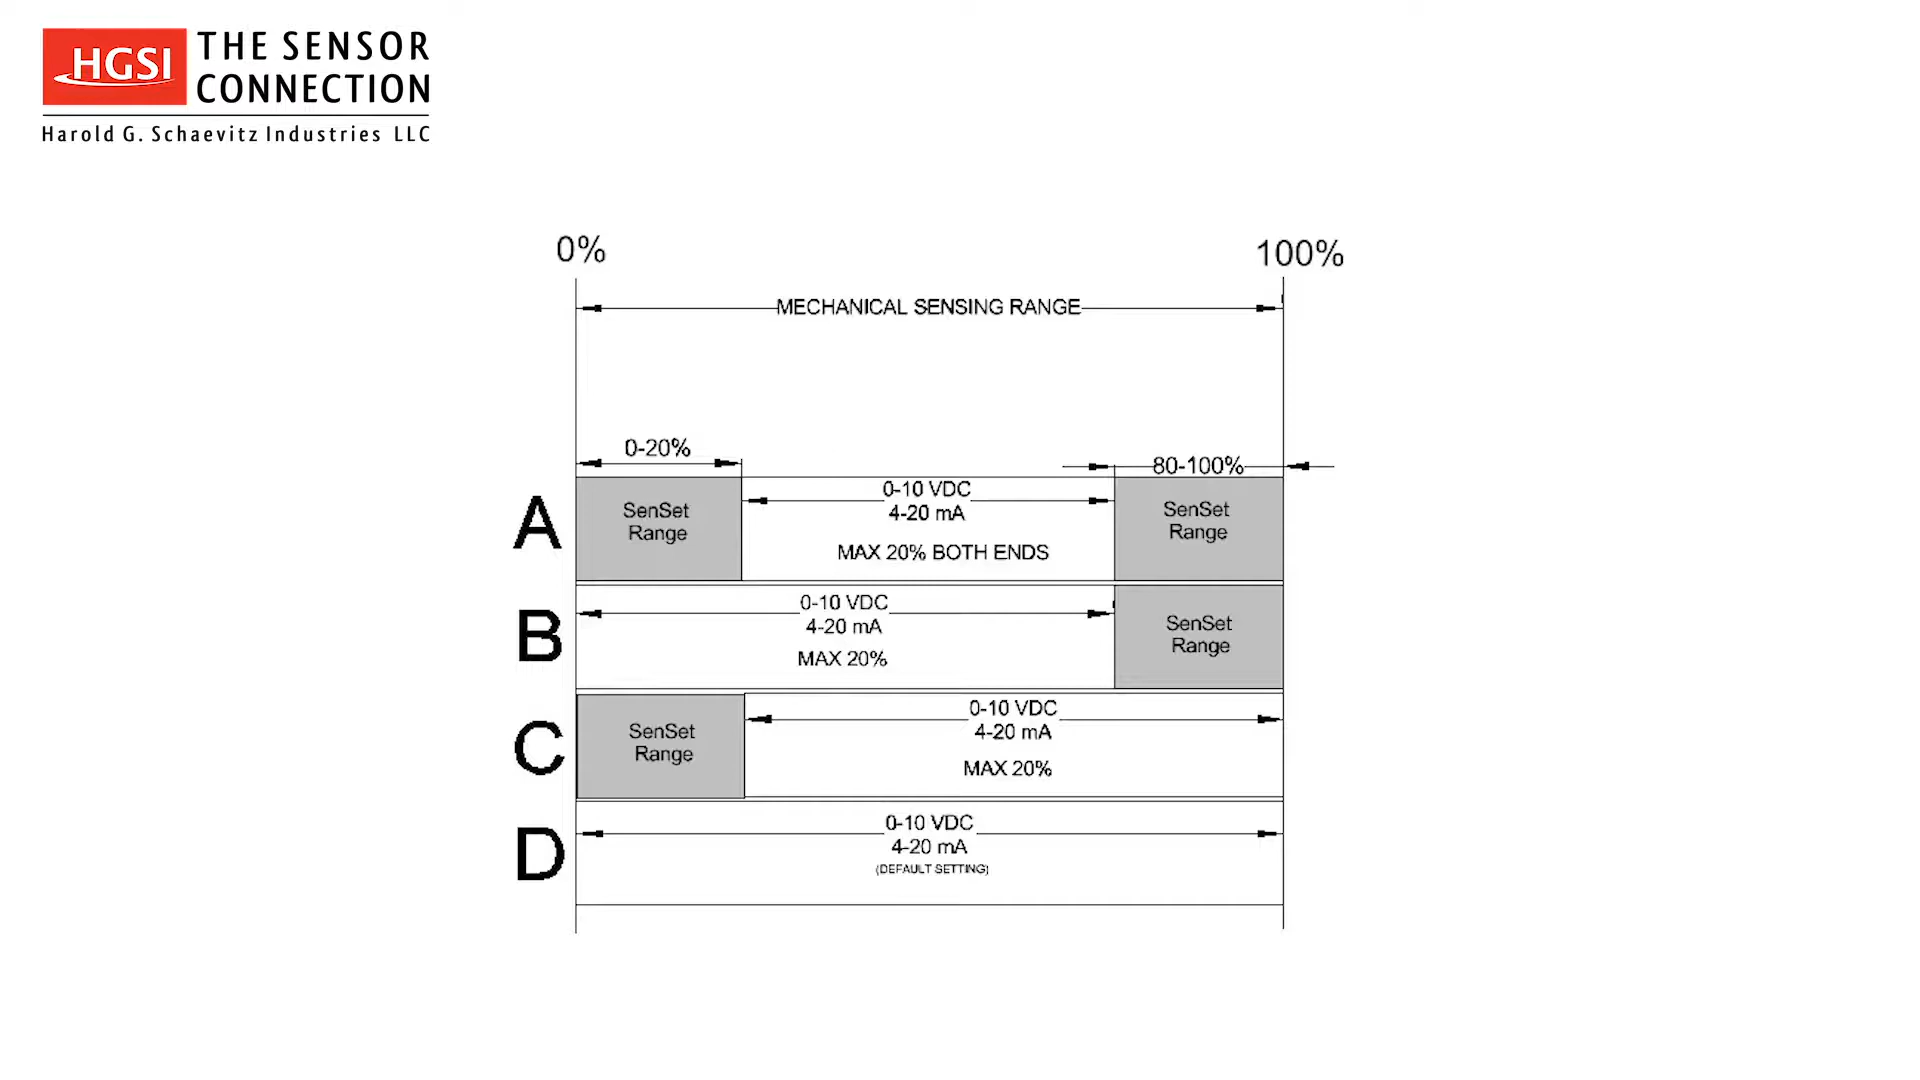 HGSI
THE SENSOR
CONNECTION
Harold G. Schaevitz Industries LLC
0%
100%
MECHANICAL SENSING RANGE
0-20%
80-100%
A
SenSet
Range
0-10 VDC
4-20 mA
MAX 20% BOTH ENDS
SenSet
Range
B
0-10 VDC
4-20 mA
MAX 20%
SenSet
Range
C
SenSet
Range
0-10 VDC
4-20 mA
MAX 20%
D
0-10 VDC
4-20 mA
(DEFAULT SETTING)